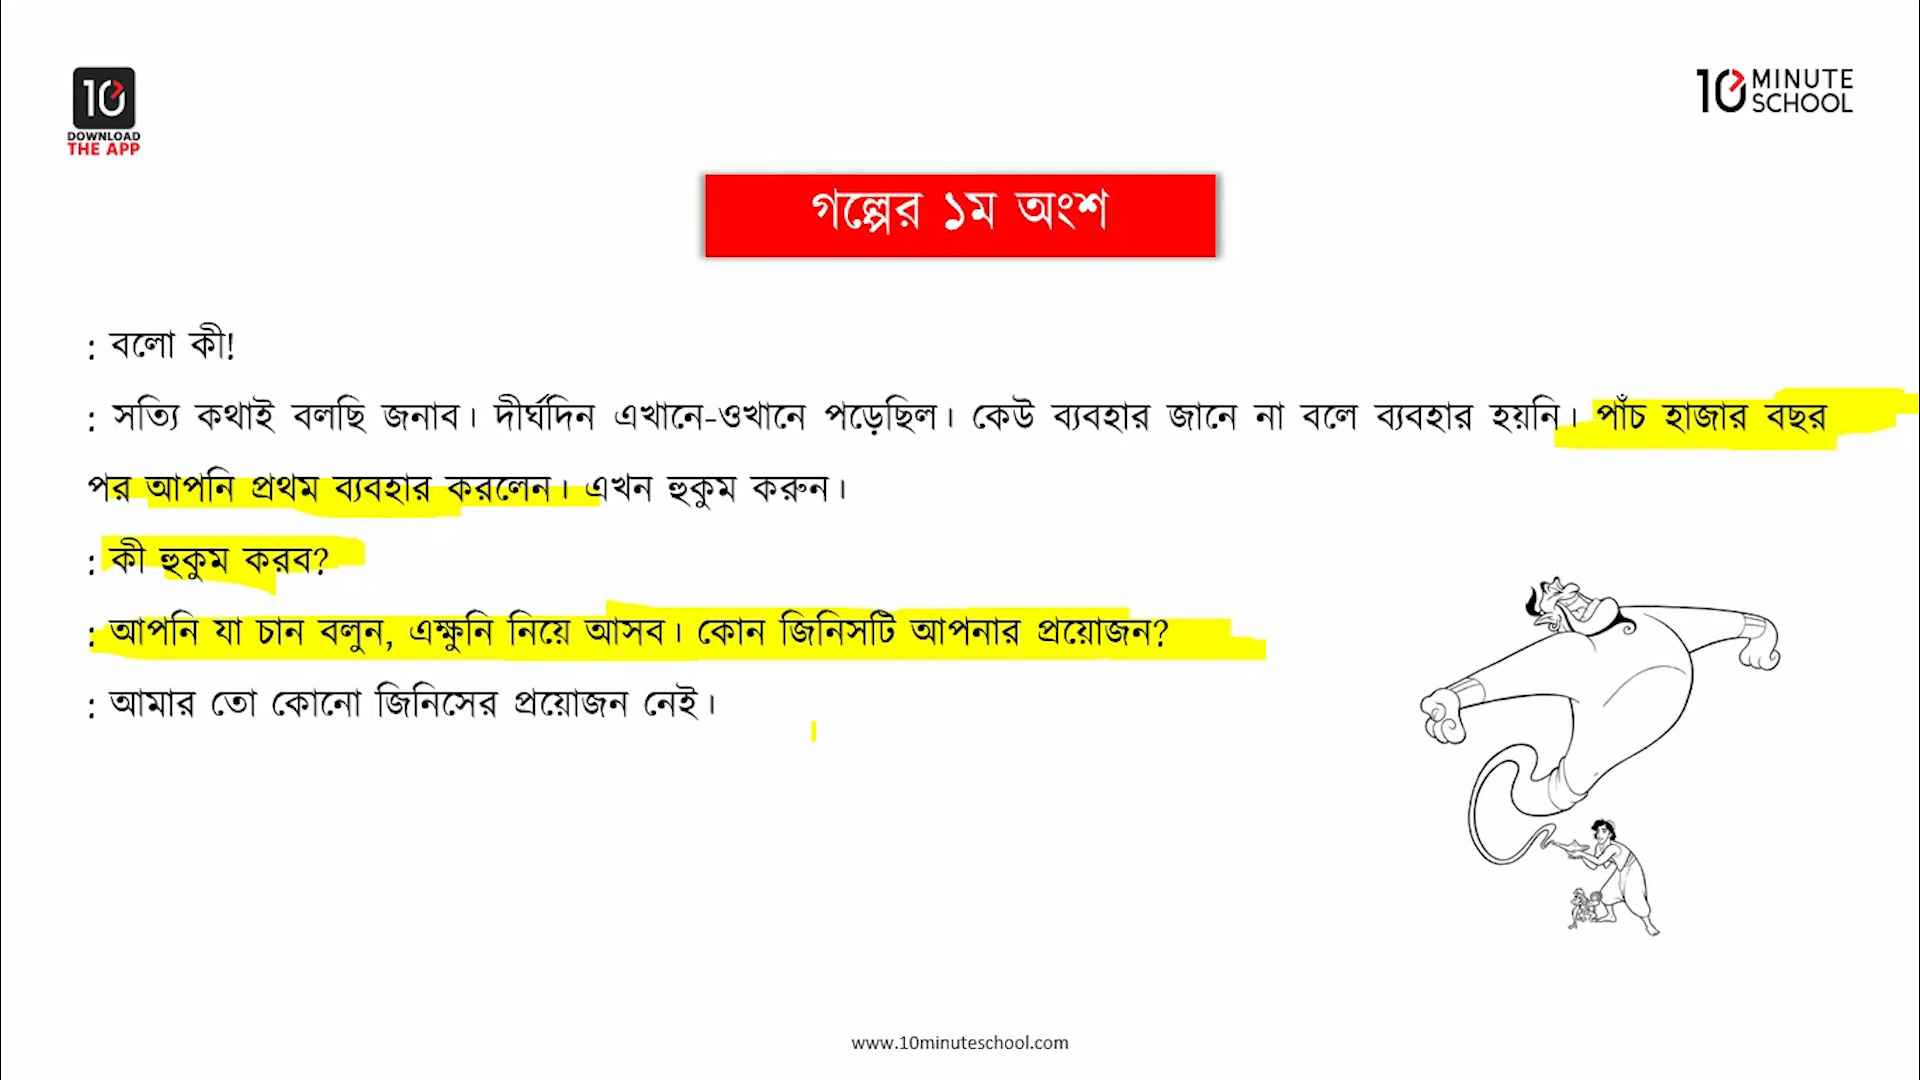 10
DOWNLOAD
THE APP
10 MINUTE
SCHOOL
গল্পের ১ম অংশ
: বলো কী!
: সত্যি কথাই বলছি জনাব। দীর্ঘদিন এখানে-ওখানে পড়েছিল। কেউ ব্যবহার জানে না বলে ব্যবহার হয়নি। পাঁচ হাজার বছর
পর আপনি প্রথম ব্যবহার করলেন। এখন হুকুম করুন।
: কী হুকুম করব?
: আপনি যা চান বলুন, এক্ষুনি নিয়ে আসব। কোন জিনিসটি আপনার প্রয়োজন?
: আমার তো কোনো জিনিসের প্রয়োজন নেই।
www.10minuteschool.com